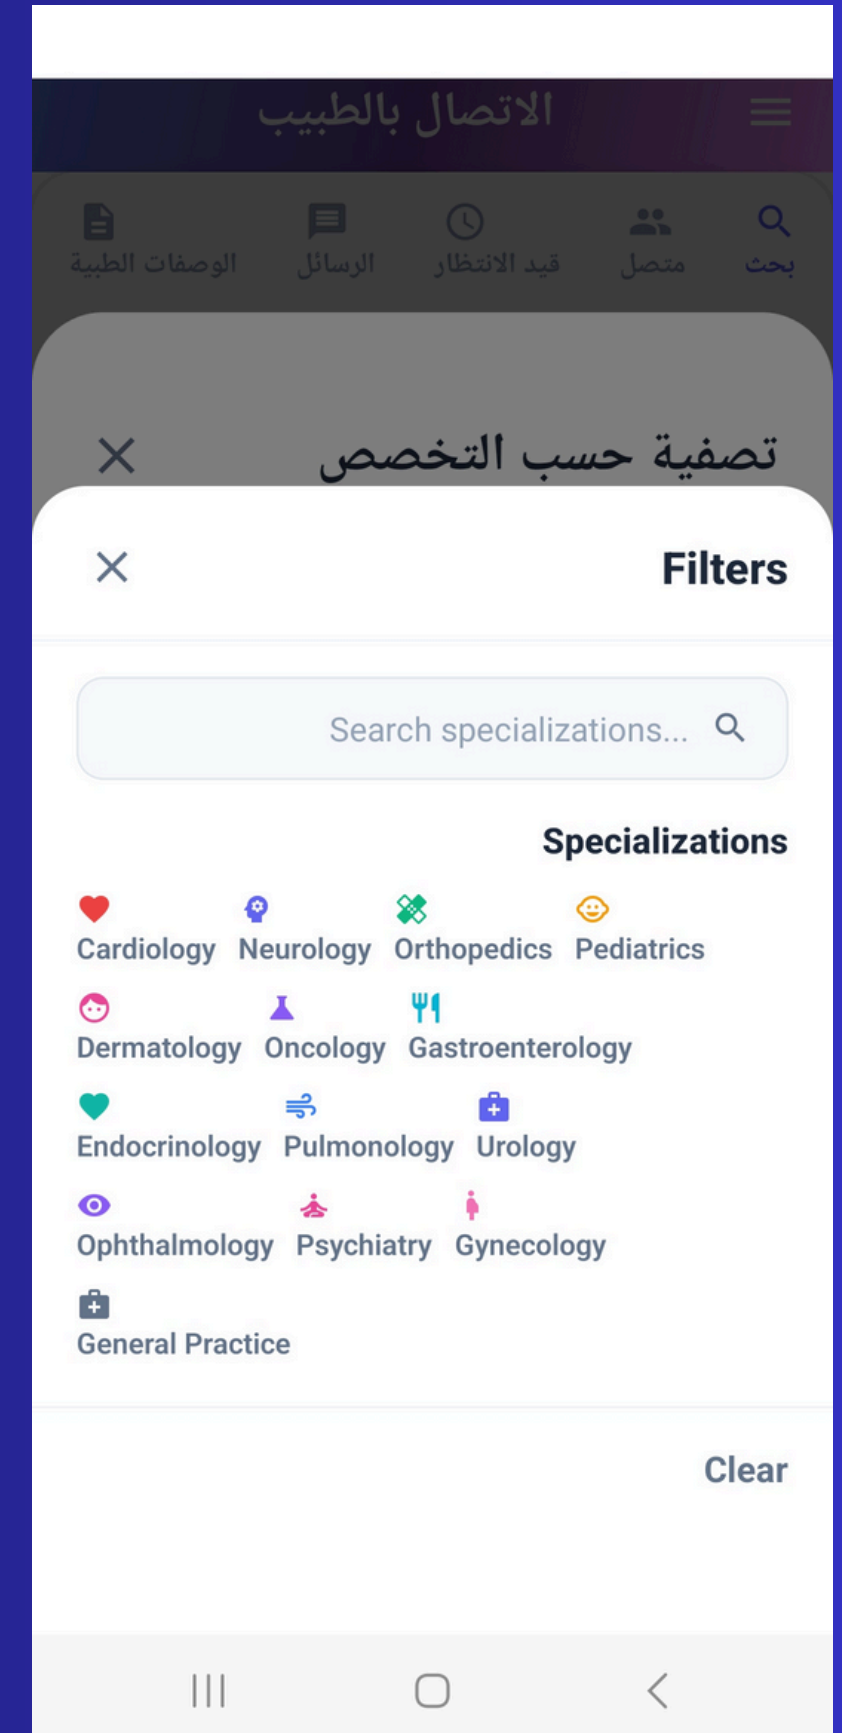 الاتصال بالطبيب
بحث متصل قيد الانتظار الرسائل الوصفات الطبية
تصفية حسب التخصص
Filters
Search specializations...
Specializations
Cardiology Neurology Orthopedics Pediatrics
Dermatology Oncology Gastroenterology
Endocrinology Pulmonology Urology
Ophthalmology Psychiatry Gynecology
General Practice
Clear